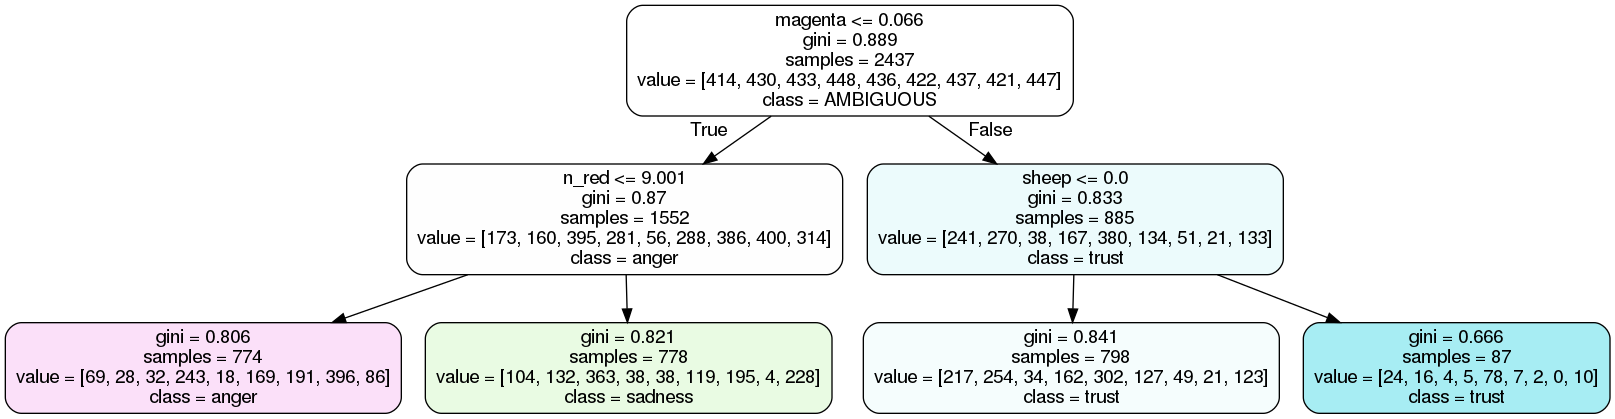 magenta <= 0.066
gini = 0.889
samples = 2437
value = [414, 430, 433, 448, 436, 422, 437, 421, 447]
class = AMBIGUOUS
True
False
n_red <= 9.001
gini = 0.87
samples = 1552
value = [173, 160, 395, 281, 56, 288, 386, 400, 314]
class = anger
sheep <= 0.0
gini = 0.833
samples = 885
value = [241, 270, 38, 167, 380, 134, 51, 21, 133]
class = trust
gini = 0.806
samples = 774
value = [69, 28, 32, 243, 18, 169, 191, 396, 86]
class = anger
gini = 0.821
samples = 778
value = [104, 132, 363, 38, 38, 119, 195, 4, 228]
class = sadness
gini = 0.841
samples = 798
value = [217, 254, 34, 162, 302, 127, 49, 21, 123]
class = trust
gini = 0.666
samples = 87
value = [24, 16, 4, 5, 78, 7, 2, 0, 10]
class = trust